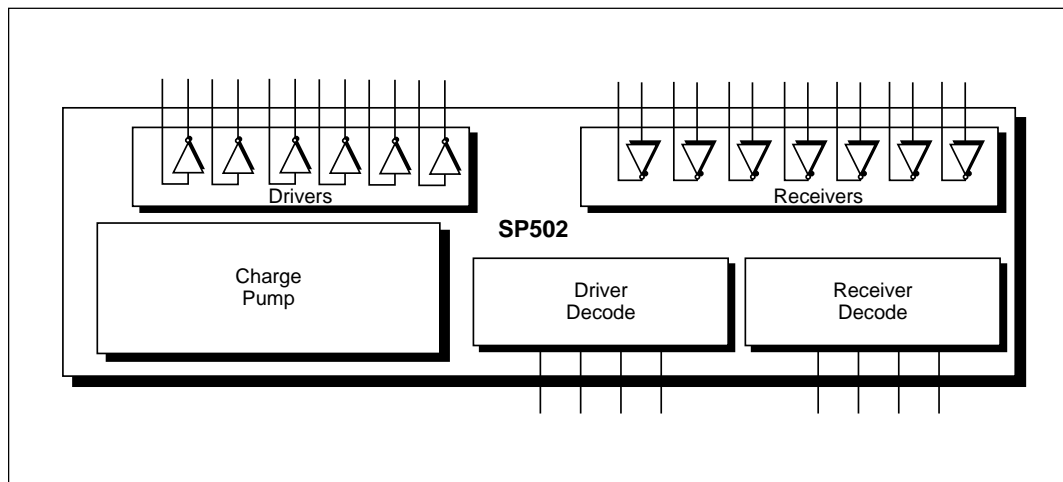 Drivers
Receivers
SP502
Charge
Pump
Driver
Decode
Receiver
Decode